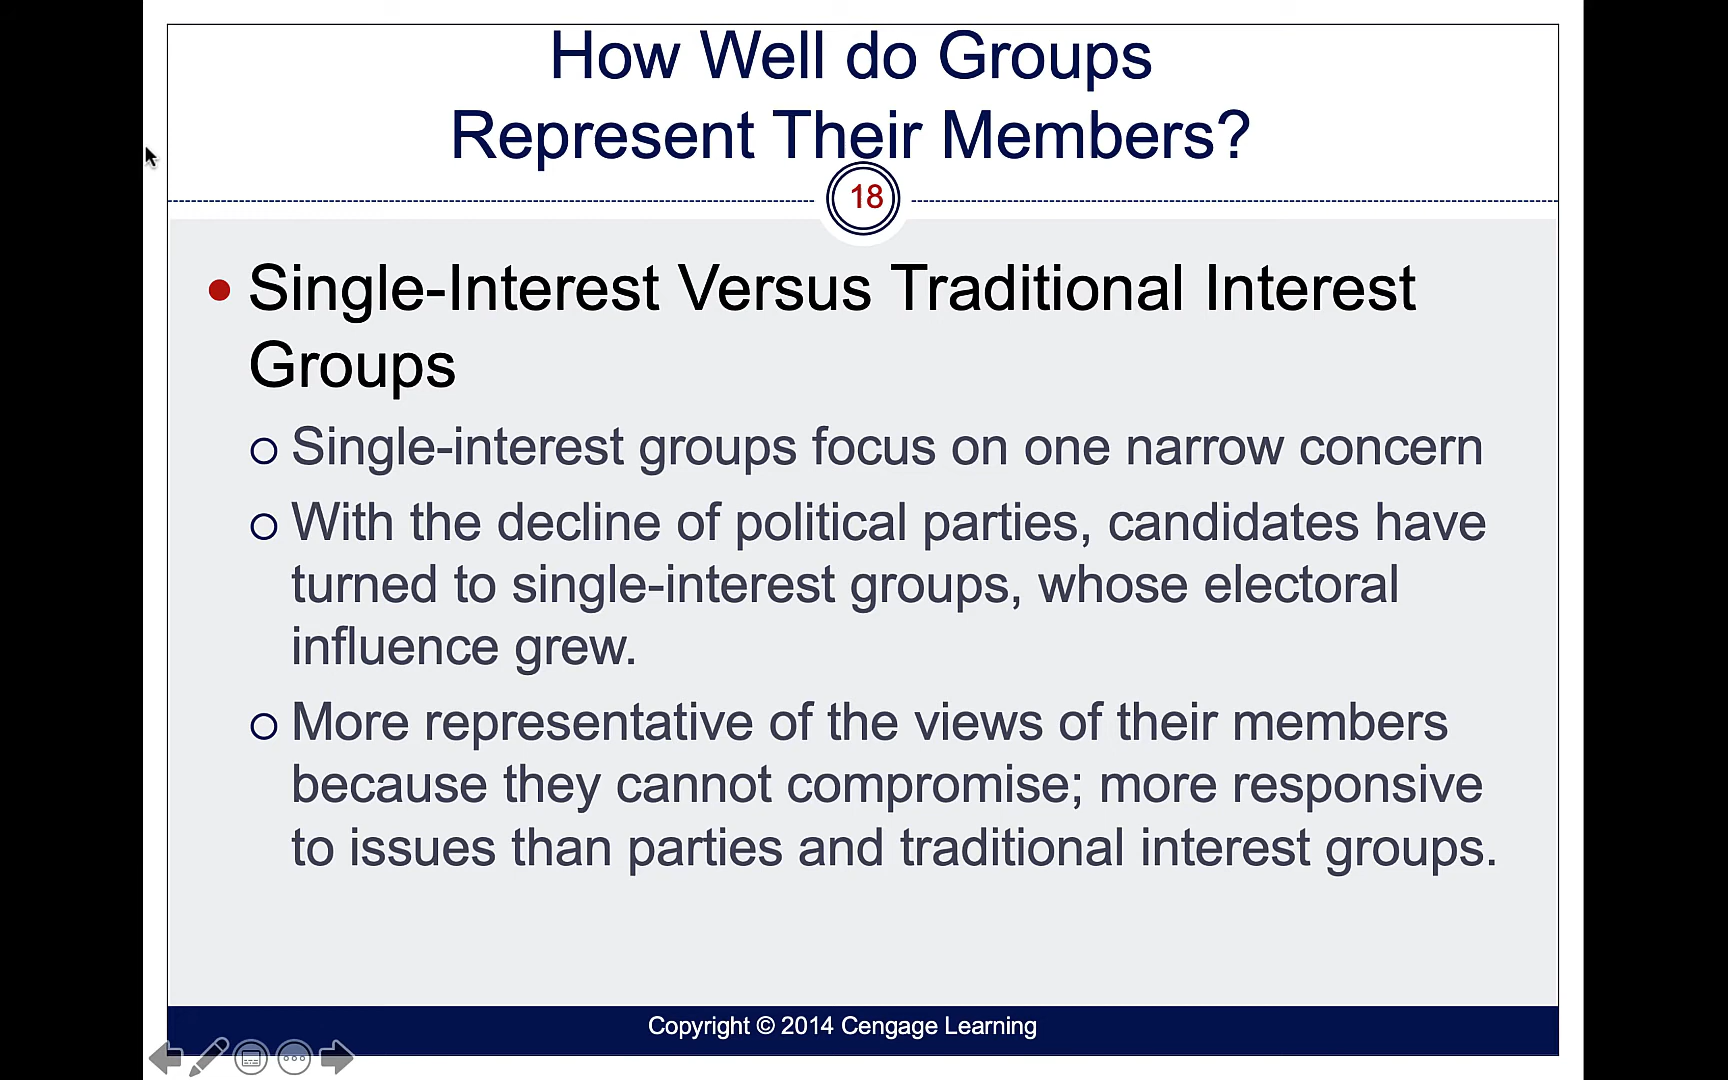 How Well do Groups
Represent Their Members?
18
Single-Interest Versus Traditional Interest
Groups
Single-interest groups focus on one narrow concern
With the decline of political parties, candidates have
turned to single-interest groups, whose electoral
influence grew.
More representative of the views of their members
because they cannot compromise; more responsive
to issues than parties and traditional interest groups.
Copyright © 2014 Cengage Learning